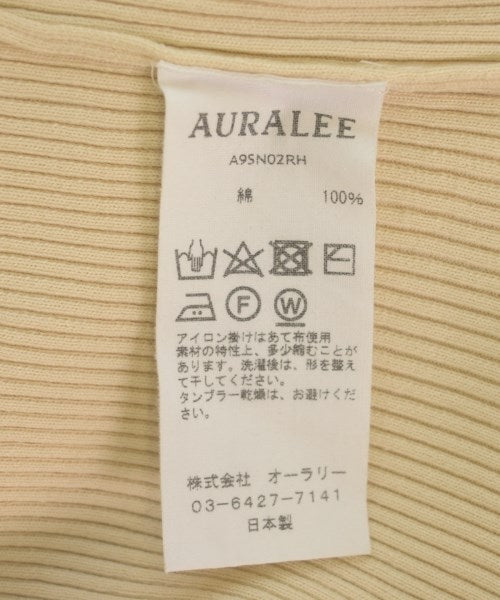 AURALEE
A9SN02RH
綿 100%
F W
アイロン掛けはあて布使用
素材の特性上、多少縮むことが
あります。洗濯後は、形を整え
て干してください。
タンブラー乾燥は、お避けくだ
さい。
株式会社 オーラリー
03-6427-7141
日本製